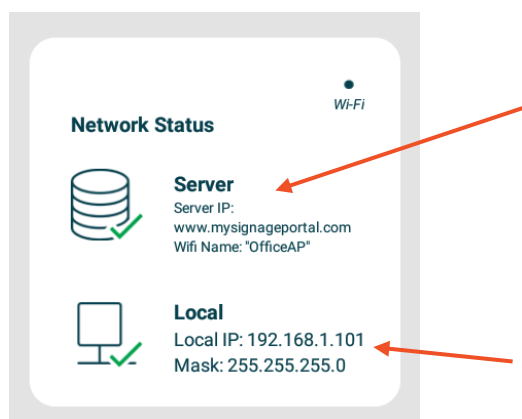 Wi-Fi
Network Status
Server
Server IP:
www.mysignageportal.com
Wifi Name: "OfficeAP"
Local
Local IP: 192.168.1.101
Mask: 255.255.255.0